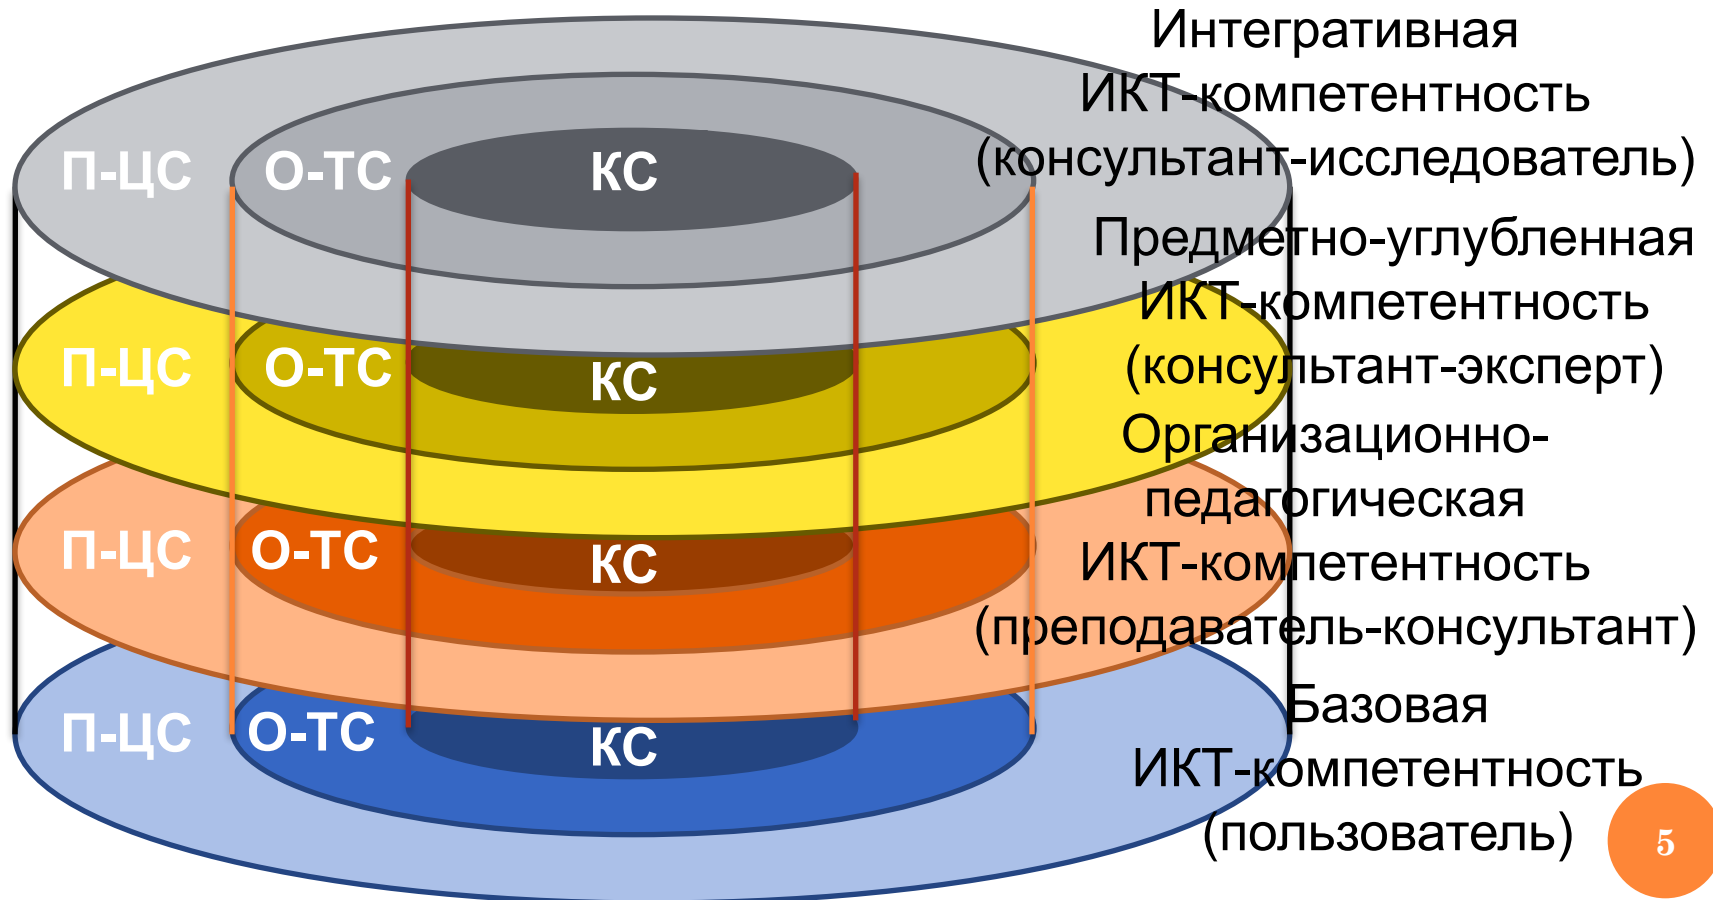 Интегративная
ИКТ-компетентность
(консультант-исследователь)
П-ЦС О-ТС КС
Предметно-углубленная
ИКТ-компетентность
(консультант-эксперт)
П-ЦС О-ТС КС
Организационно-
педагогическая
ИКТ-компетентность
(преподаватель-консультант)
П-ЦС О-ТС КС
Базовая
ИКТ-компетентность
(пользователь)
П-ЦС О-ТС КС
5